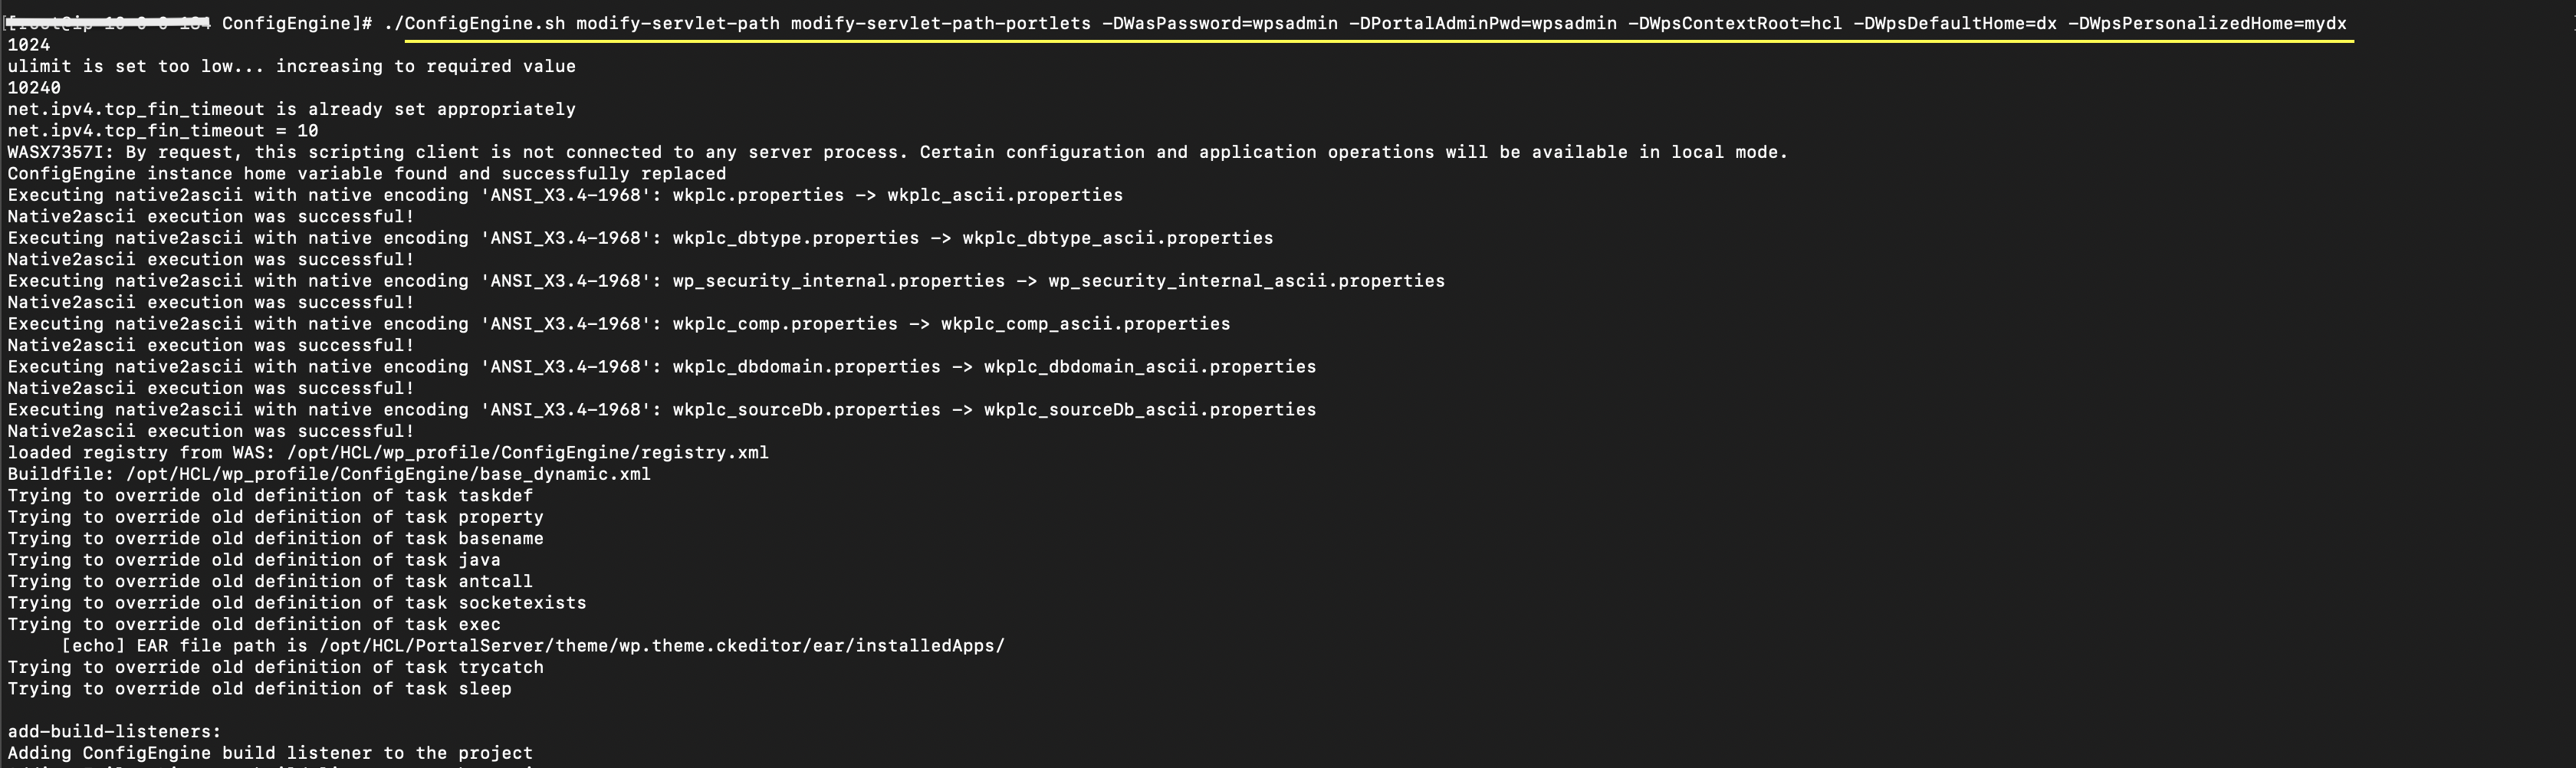 ConfigEngine]# ./ConfigEngine.sh modify-servlet-path modify-servlet-path-portlets -DWasPassword=wpsadmin -DPortalAdminPwd=wpsadmin -DWpsContextRoot=hcl -DWpsDefaultHome=dx -DWpsPersonalizedHome=mydx
1024
ulimit is set too low... increasing to required value
10240
net.ipv4.tcp_fin_timeout is already set appropriately
net.ipv4.tcp_fin_timeout = 10
WASX7357I: By request, this scripting client is not connected to any server process. Certain configuration and application operations will be available in local mode.
ConfigEngine instance home variable found and successfully replaced
Executing native2ascii with native encoding 'ANSI_X3.4-1968': wkplc.properties -> wkplc_ascii.properties
Native2ascii execution was successful!
Executing native2ascii with native encoding 'ANSI_X3.4-1968': wkplc_dbtype.properties -> wkplc_dbtype_ascii.properties
Native2ascii execution was successful!
Executing native2ascii with native encoding 'ANSI_X3.4-1968': wp_security_internal.properties -> wp_security_internal_ascii.properties
Native2ascii execution was successful!
Executing native2ascii with native encoding 'ANSI_X3.4-1968': wkplc_comp.properties -> wkplc_comp_ascii.properties
Native2ascii execution was successful!
Executing native2ascii with native encoding 'ANSI_X3.4-1968': wkplc_dbdomain.properties -> wkplc_dbdomain_ascii.properties
Native2ascii execution was successful!
Executing native2ascii with native encoding 'ANSI_X3.4-1968': wkplc_sourceDb.properties -> wkplc_sourceDb_ascii.properties
Native2ascii execution was successful!
loaded registry from WAS: /opt/HCL/wp_profile/ConfigEngine/registry.xml
Buildfile: /opt/HCL/wp_profile/ConfigEngine/base_dynamic.xml
Trying to override old definition of task taskdef
Trying to override old definition of task property
Trying to override old definition of task basename
Trying to override old definition of task java
Trying to override old definition of task antcall
Trying to override old definition of task socketexists
Trying to override old definition of task exec
[echo] EAR file path is /opt/HCL/PortalServer/theme/wp.theme.ckeditor/ear/installedApps/
Trying to override old definition of task trycatch
Trying to override old definition of task sleep
add-build-listeners:
Adding ConfigEngine build listener to the project